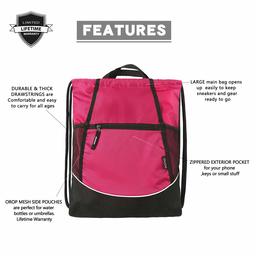 LIMITED
LIFETIME
WARRANTY
FEATURES
DURABLE & THICK
DRAWSTRINGS are
Comfortable and easy
to carry for all ages
LARGE main bag opens
up easily to keep
sneakers and gear
ready to go
ZIPPERED EXTERIOR POCKET
for your phone
,keys or small stuff
DROP MESH SIDE POUCHES
are perfect for water
bottles or umbrellas.
Lifetime Warranty